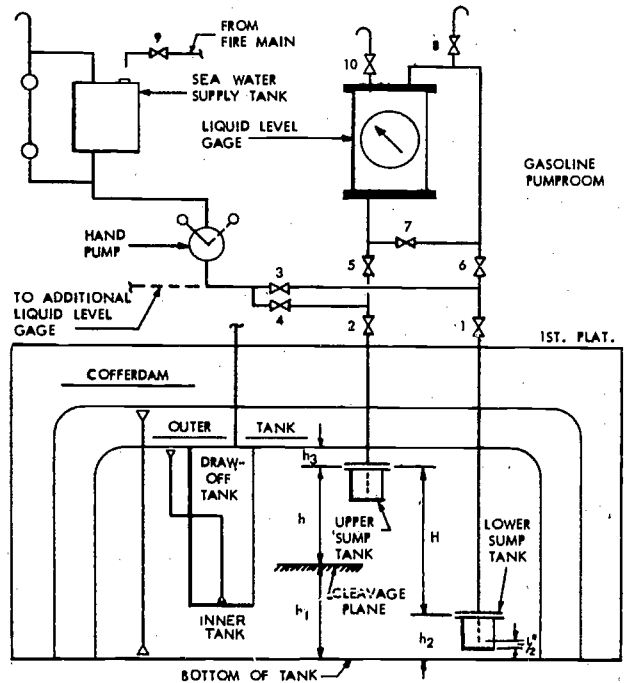 9
FROM
FIRE MAIN
SEA WATER
SUPPLY TANK
LIQUID LEVEL
GAGE
10
8
GASOLINE
PUMPROOM
HAND
PUMP
7
5
6
3
4
TO ADDITIONAL
LIQUID LEVEL
GAGE
2
1
1ST. PLAT.
COFFERDAM
OUTER TANK
DRAW-
OFF
TANK
h3
h
UPPER
SUMP
TANK
H
LOWER
SUMP
TANK
CLEAVAGE
PLANE
INNER
TANK
h1
h2
1/2"
BOTTOM OF TANK